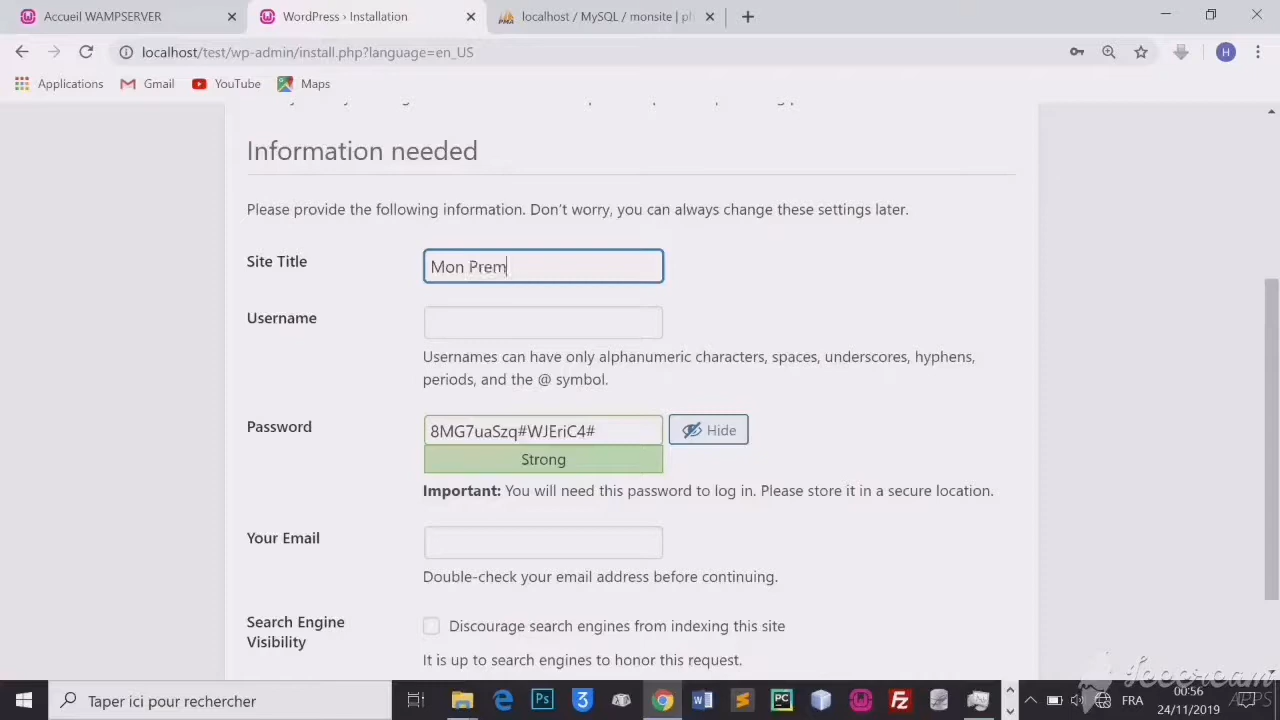 Accueil WAMPSERVER
WordPress › Installation
localhost / MySQL / monsite | ph
localhost/test/wp-admin/install.php?language=en_US
H
Applications
Gmail
YouTube
Maps
Information needed
Please provide the following information. Don’t worry, you can always change these settings later.
Site Title
Mon Prem
Username
Usernames can have only alphanumeric characters, spaces, underscores, hyphens,
periods, and the @ symbol.
Password
8MG7uaSzq#WJEriC4#
Hide
Strong
Important: You will need this password to log in. Please store it in a secure location.
Your Email
Double-check your email address before continuing.
Search Engine
Visibility
Discourage search engines from indexing this site
It is up to search engines to honor this request.
Taper ici pour rechercher
FRA
00:56
24/11/2019
APPS